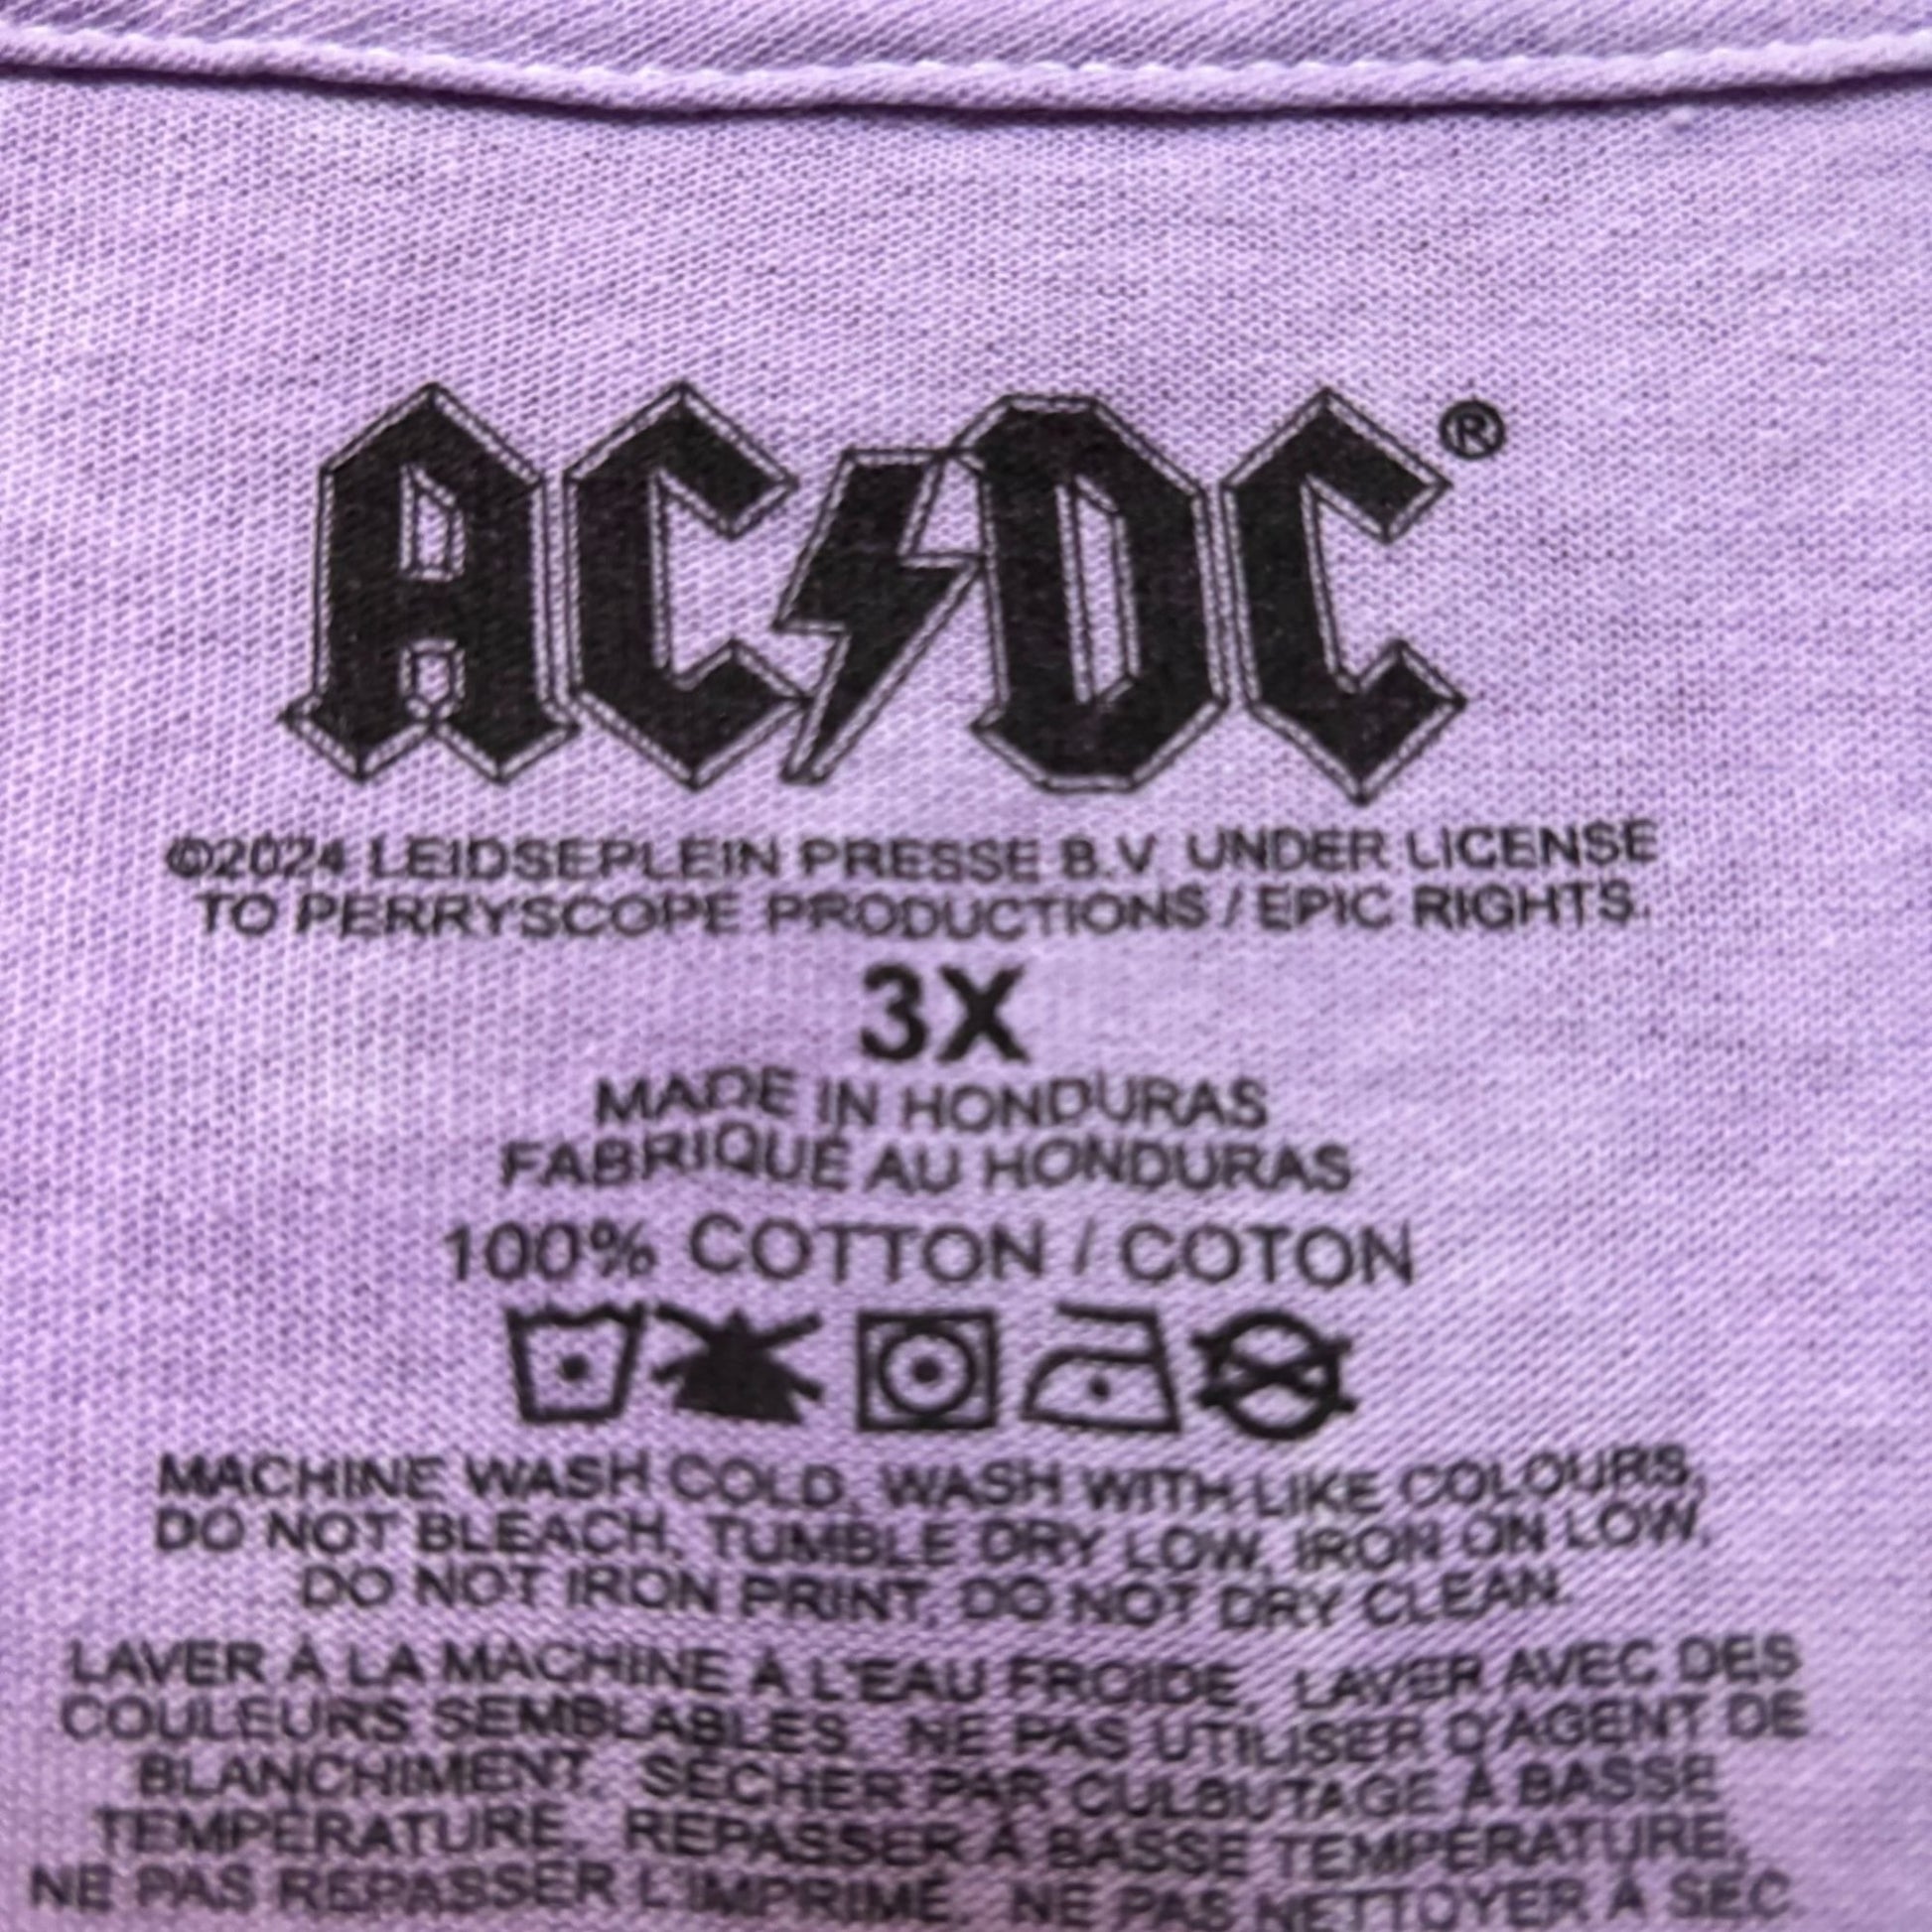 AC DC®
©2024 LEIDSEPLEIN PRESSE B.V. UNDER LICENSE
TO PERRYSCOPE PRODUCTIONS / EPIC RIGHTS.
3X
MADE IN HONDURAS
FABRIQUÉ AU HONDURAS
100% COTTON / COTON
MACHINE WASH COLD, WASH WITH LIKE COLOURS,
DO NOT BLEACH, TUMBLE DRY LOW, IRON ON LOW,
DO NOT IRON PRINT, DO NOT DRY CLEAN.
LAVER À LA MACHINE À L'EAU FROIDE, LAVER AVEC DES
COULEURS SEMBLABLES, NE PAS UTILISER D'AGENT DE
BLANCHIMENT, SÉCHER PAR CULBUTAGE À BASSE
TEMPÉRATURE, REPASSER À BASSE TEMPÉRATURE,
NE PAS REPASSER L'IMPRIMÉ, NE PAS NETTOYER À SEC.